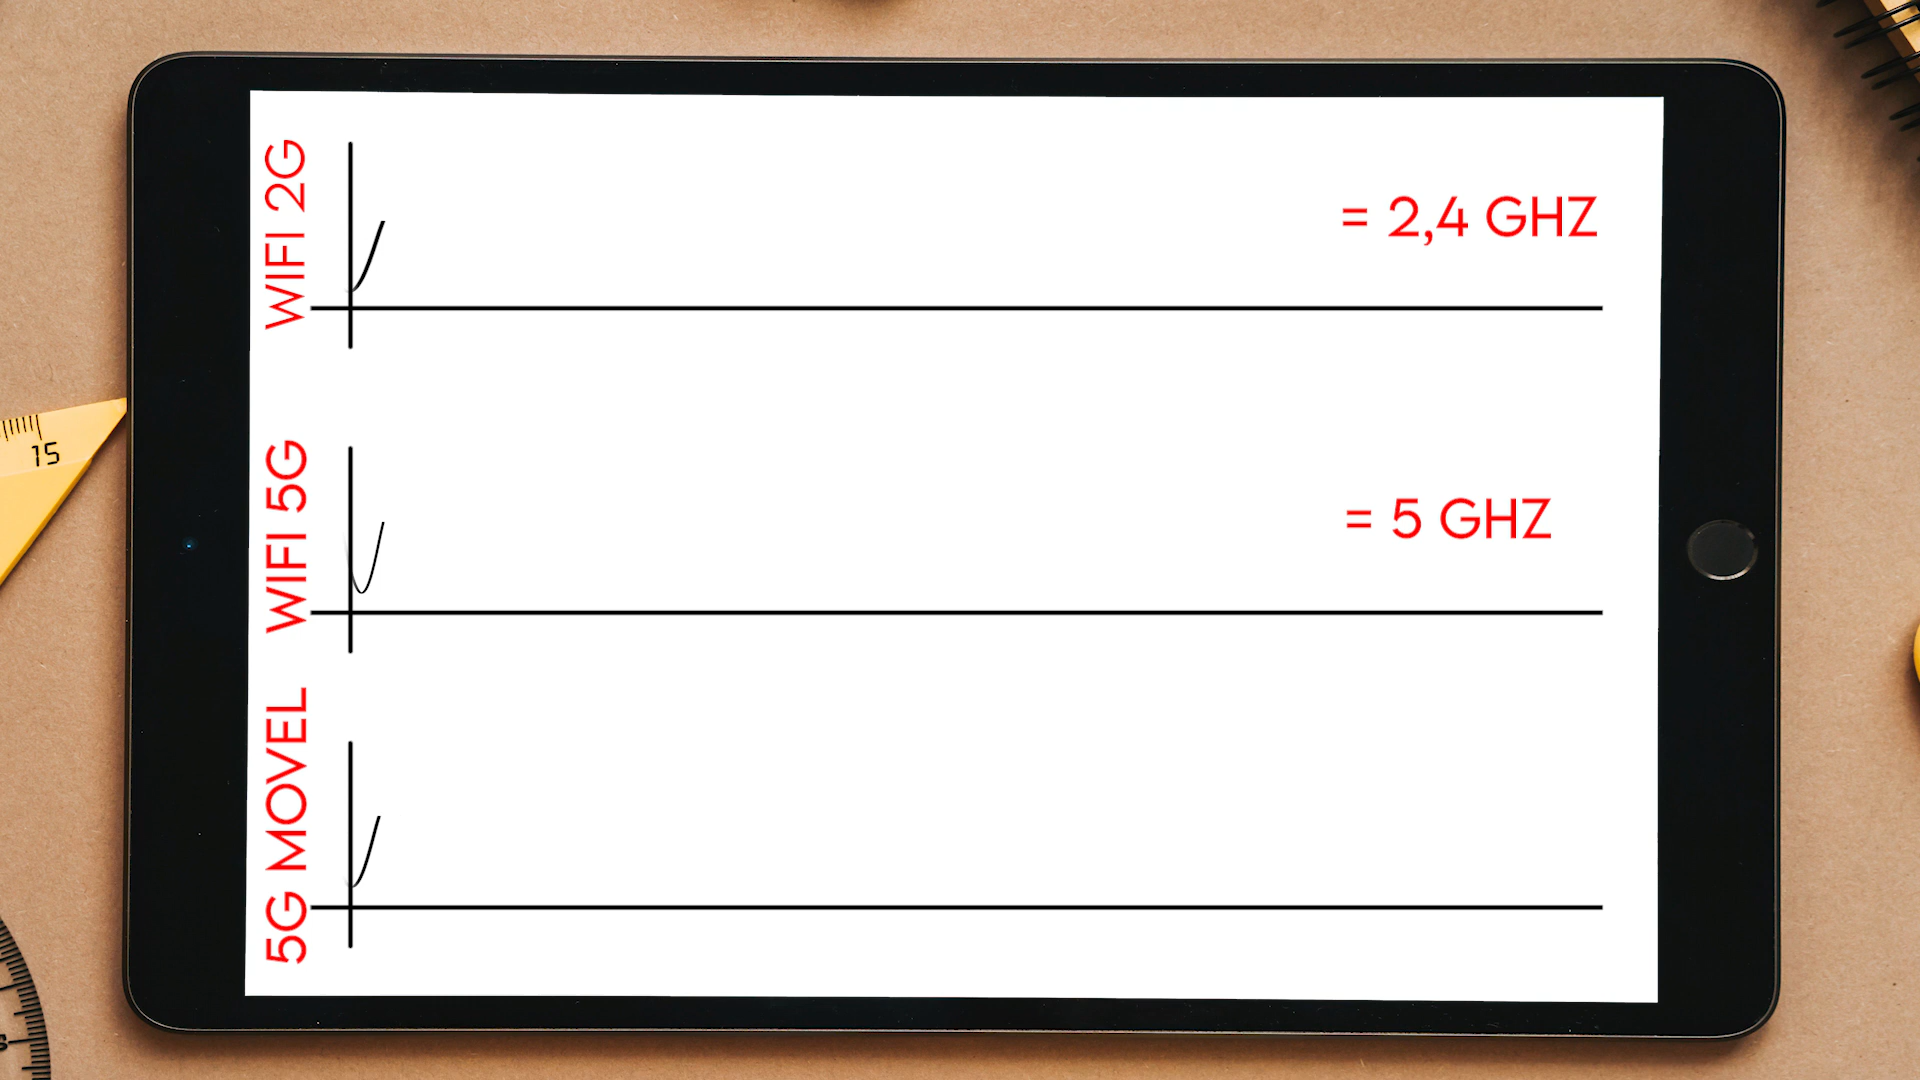 WIFI 2G
= 2,4 GHZ
WIFI 5G
= 5 GHZ
5G MOVEL
15